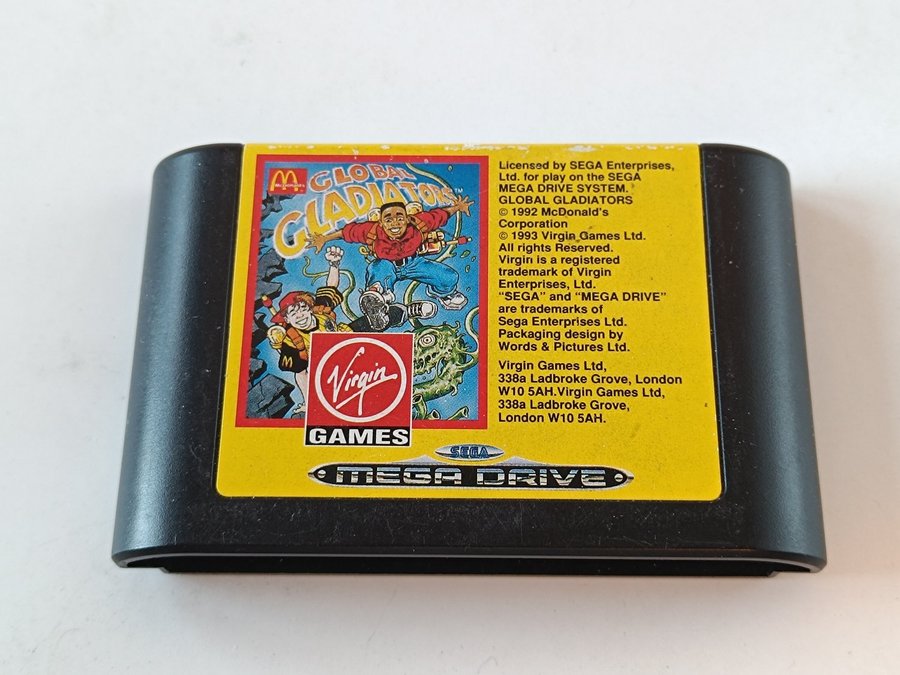 McDonald's
GLOBAL
GLADIATORS™
Virgin
GAMES
Licensed by SEGA Enterprises,
Ltd. for play on the SEGA
MEGA DRIVE SYSTEM.
GLOBAL GLADIATORS
© 1992 McDonald's
Corporation
© 1993 Virgin Games Ltd.
All rights Reserved.
Virgin is a registered
trademark of Virgin
Enterprises, Ltd.
“SEGA” and “MEGA DRIVE”
are trademarks of
Sega Enterprises Ltd.
Packaging design by
Words & Pictures Ltd.
Virgin Games Ltd,
338a Ladbroke Grove, London
W10 5AH.Virgin Games Ltd,
338a Ladbroke Grove,
London W10 5AH.
SEGA
MEGA DRIVE